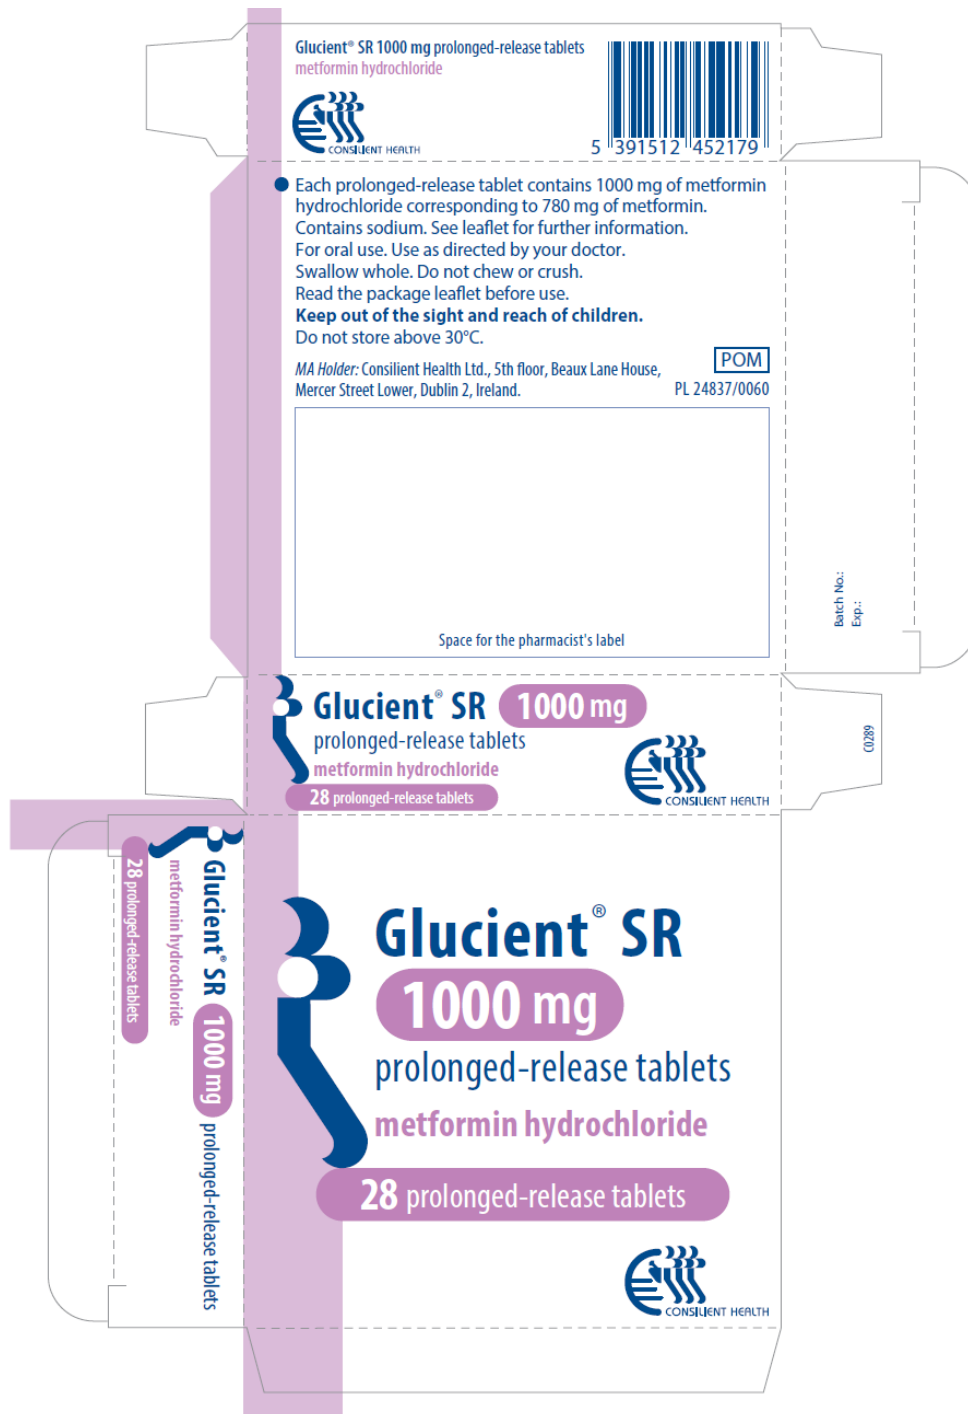 Glucient® SR 1000 mg prolonged-release tablets
metformin hydrochloride
CONSILIENT HEALTH
5 391512 452179
Each prolonged-release tablet contains 1000 mg of metformin
hydrochloride corresponding to 780 mg of metformin.
Contains sodium. See leaflet for further information.
For oral use. Use as directed by your doctor.
Swallow whole. Do not chew or crush.
Read the package leaflet before use.
Keep out of the sight and reach of children.
Do not store above 30°C.
MA Holder: Consilient Health Ltd., 5th floor, Beaux Lane House,
Mercer Street Lower, Dublin 2, Ireland.
POM
PL 24837/0060
Space for the pharmacist's label
Batch No.:
Exp.:
Glucient® SR 1000 mg
prolonged-release tablets
metformin hydrochloride
28 prolonged-release tablets
CONSILIENT HEALTH
C0289
Glucient® SR 1000 mg prolonged-release tablets
metformin hydrochloride
28 prolonged-release tablets
Glucient® SR
1000 mg
prolonged-release tablets
metformin hydrochloride
28 prolonged-release tablets
CONSILIENT HEALTH